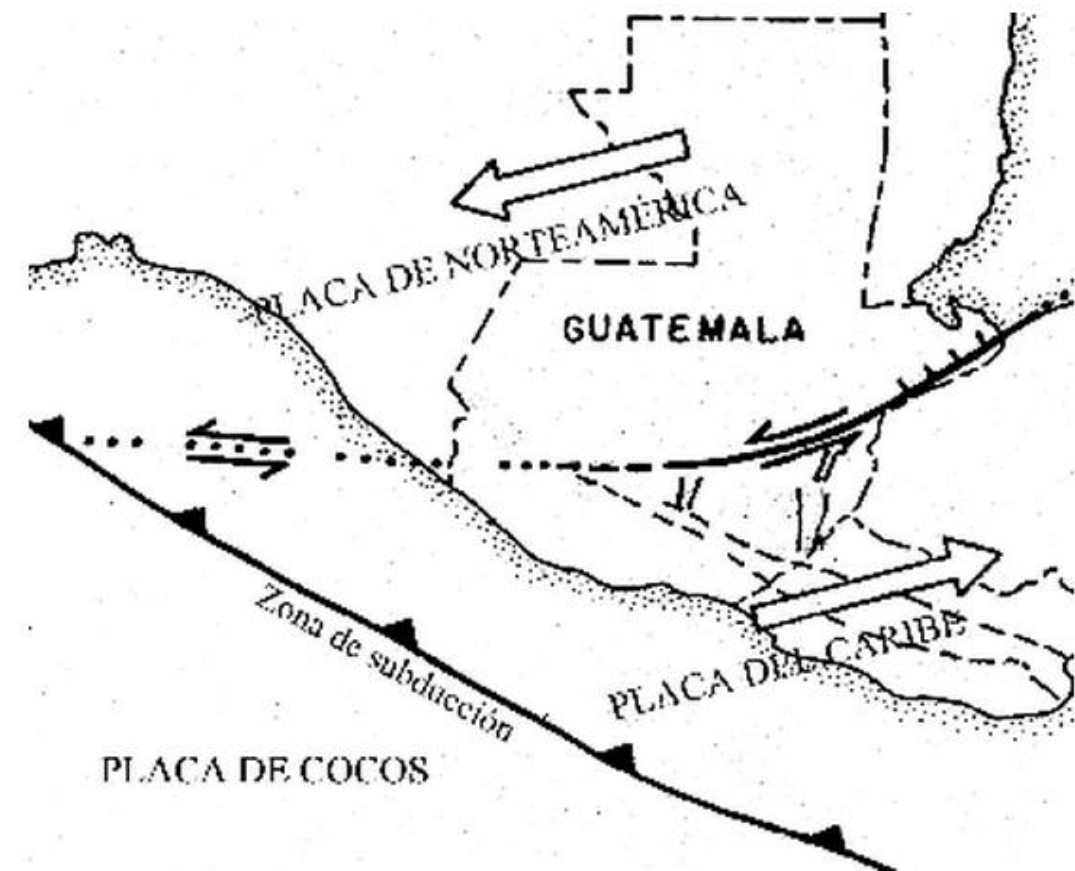 PLACA DE NORTEAMÉRICA
GUATEMALA
Zona de subducción
PLACA DEL CARIBE
PLACA DE COCOS